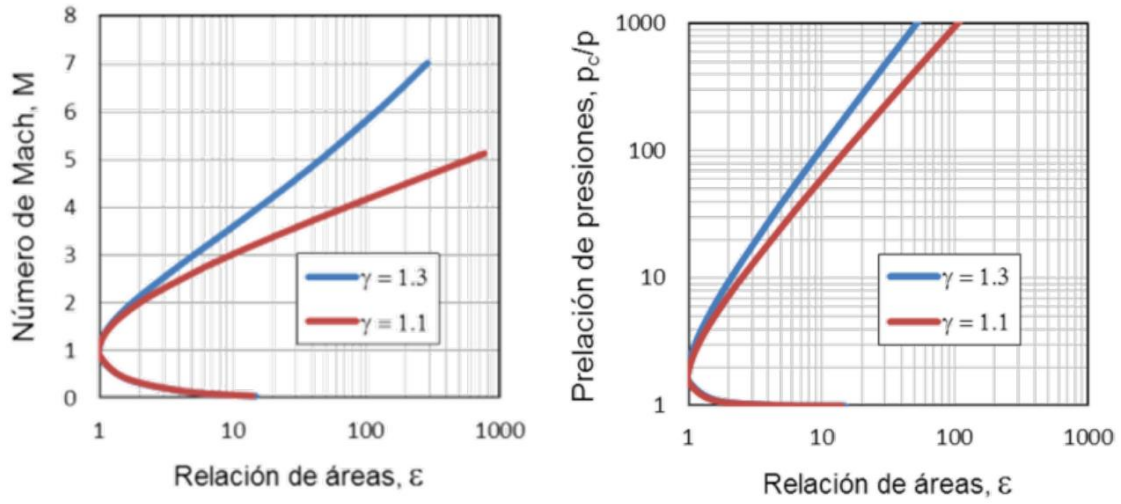 Número de Mach, M
8
7
6
5
4
3
2
1
0
γ = 1.3
γ = 1.1
1
10
100
1000
Relación de áreas, ε
Prelación de presiones, pc/p
1000
100
10
1
γ = 1.3
γ = 1.1
1
10
100
1000
Relación de áreas, ε